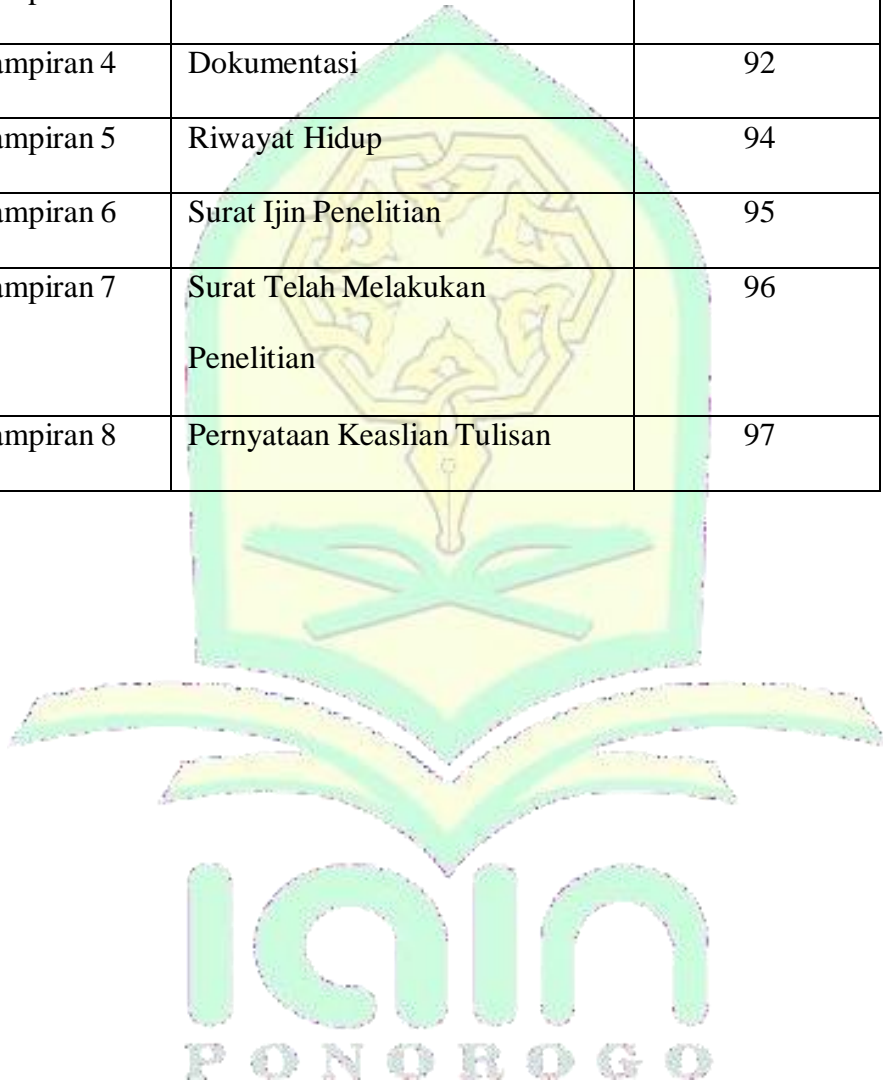 ampiran 4 Dokumentasi 92
ampiran 5 Riwayat Hidup 94
ampiran 6 Surat Ijin Penelitian 95
ampiran 7 Surat Telah Melakukan 96
Penelitian
ampiran 8 Pernyataan Keaslian Tulisan 97
iain
PONOROGO